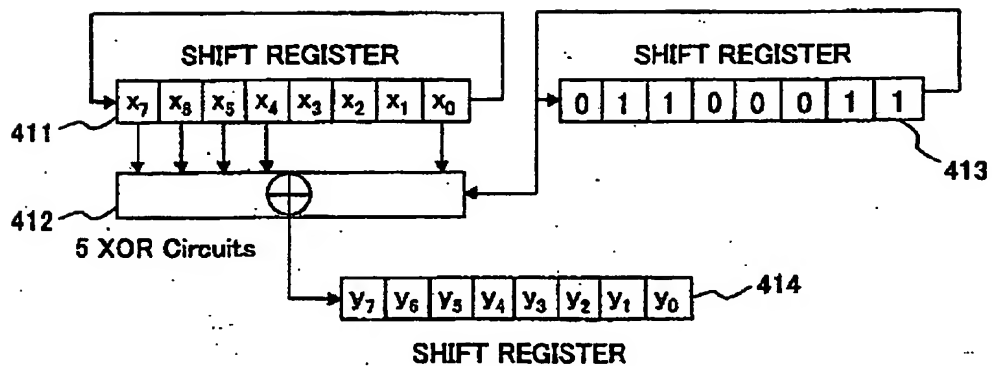 SHIFT REGISTER
SHIFT REGISTER
x7 x6 x5 x4 x3 x2 x1 x0
0 1 1 0 0 0 1 1
411
413
412
5 XOR Circuits
y7 y6 y5 y4 y3 y2 y1 y0
414
SHIFT REGISTER